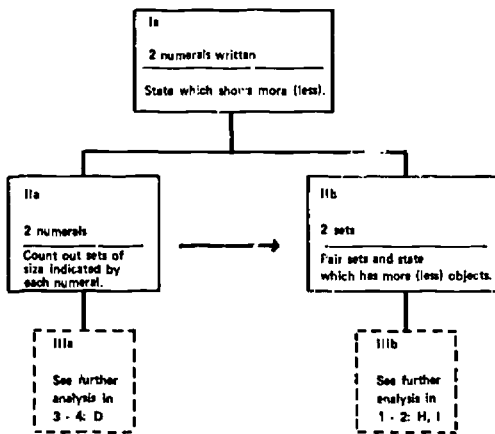 Ia
2 numerals written
State which shows more (less).
IIa
2 numerals
Count out sets of
size indicated by
each numeral.
IIb
2 sets
Pair sets and state
which has more (less) objects.
IIIa
See further
analysis in
3 - 4: D
IIIb
See further
analysis in
1 - 2: H, I